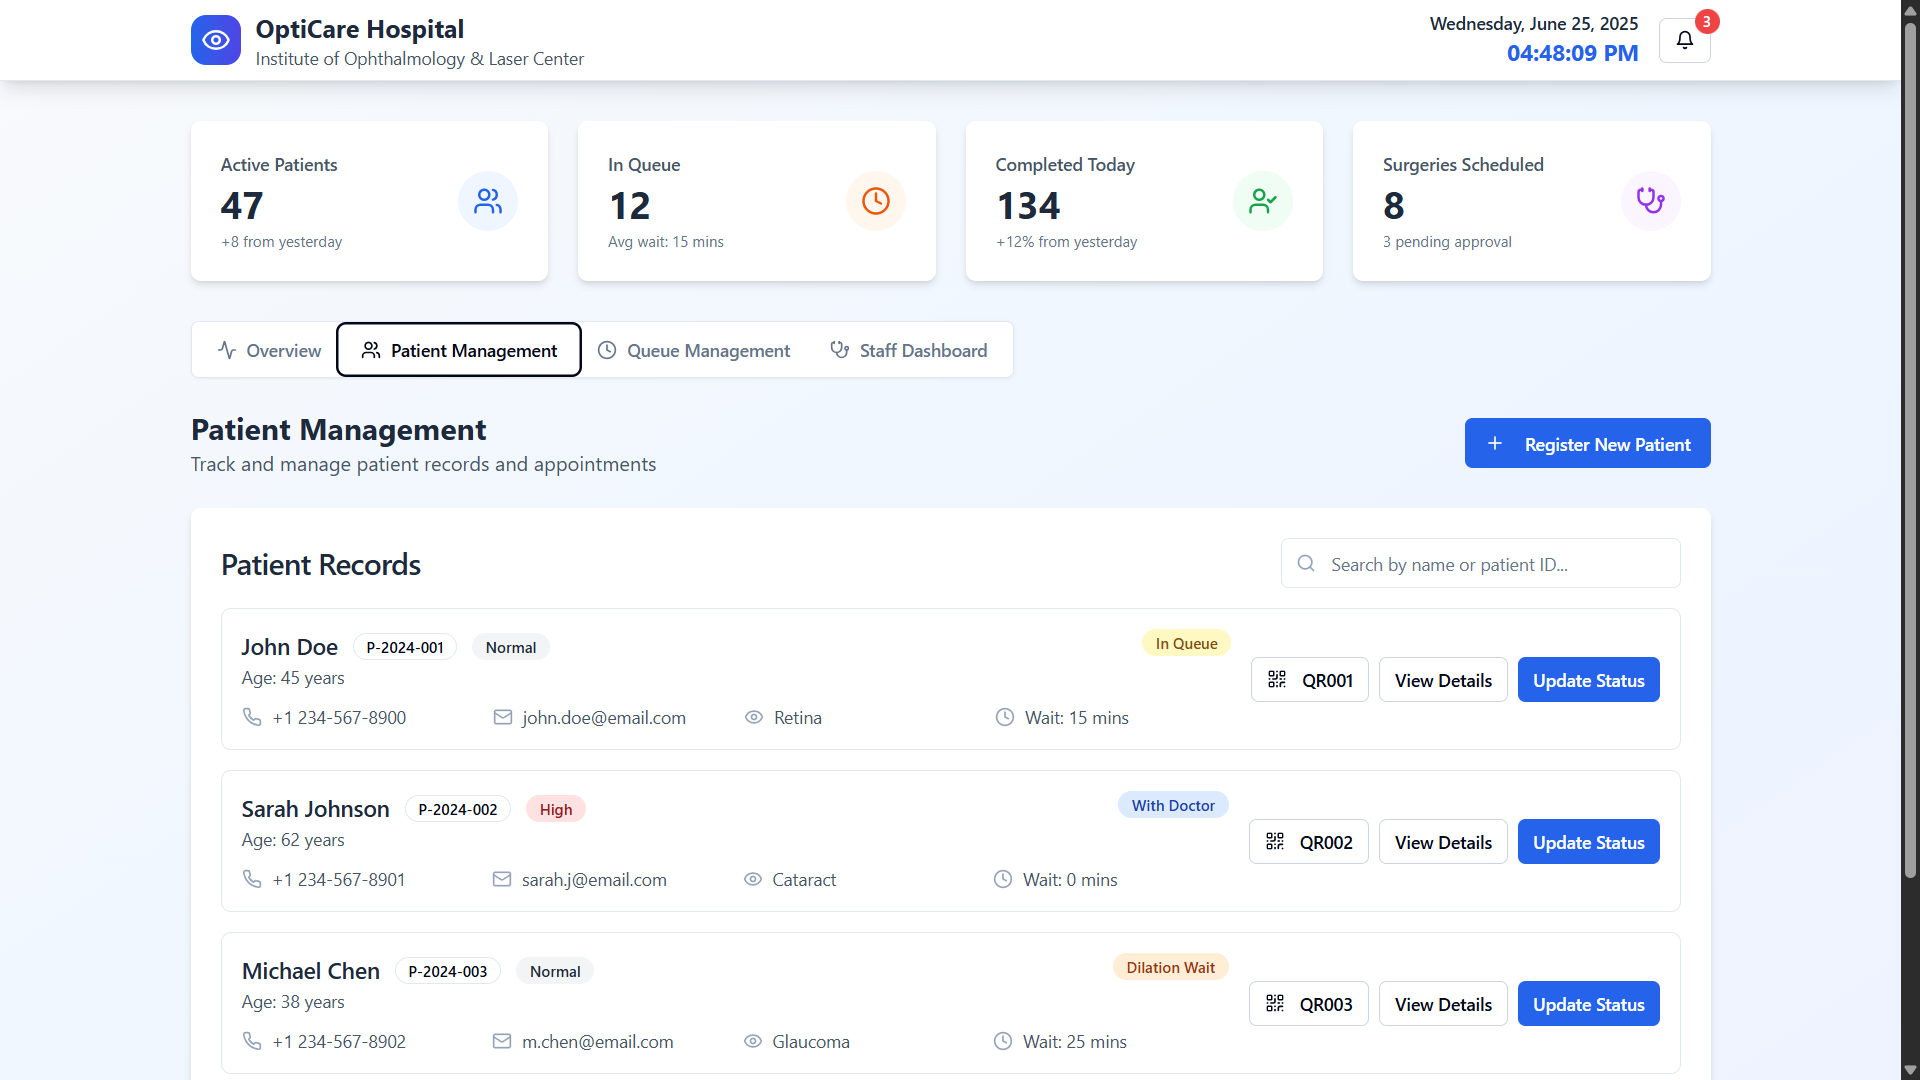 OptiCare Hospital
Institute of Ophthalmology & Laser Center
Wednesday, June 25, 2025
04:48:09 PM
3
Active Patients
47
+8 from yesterday
In Queue
12
Avg wait: 15 mins
Completed Today
134
+12% from yesterday
Surgeries Scheduled
8
3 pending approval
Overview
Patient Management
Queue Management
Staff Dashboard
Patient Management
Track and manage patient records and appointments
Register New Patient
Patient Records
Search by name or patient ID...
John Doe P-2024-001 Normal
In Queue
Age: 45 years
QR001 View Details Update Status
+1 234-567-8900 john.doe@email.com Retina Wait: 15 mins
Sarah Johnson P-2024-002 High
With Doctor
Age: 62 years
QR002 View Details Update Status
+1 234-567-8901 sarah.j@email.com Cataract Wait: 0 mins
Michael Chen P-2024-003 Normal
Dilation Wait
Age: 38 years
QR003 View Details Update Status
+1 234-567-8902 m.chen@email.com Glaucoma Wait: 25 mins